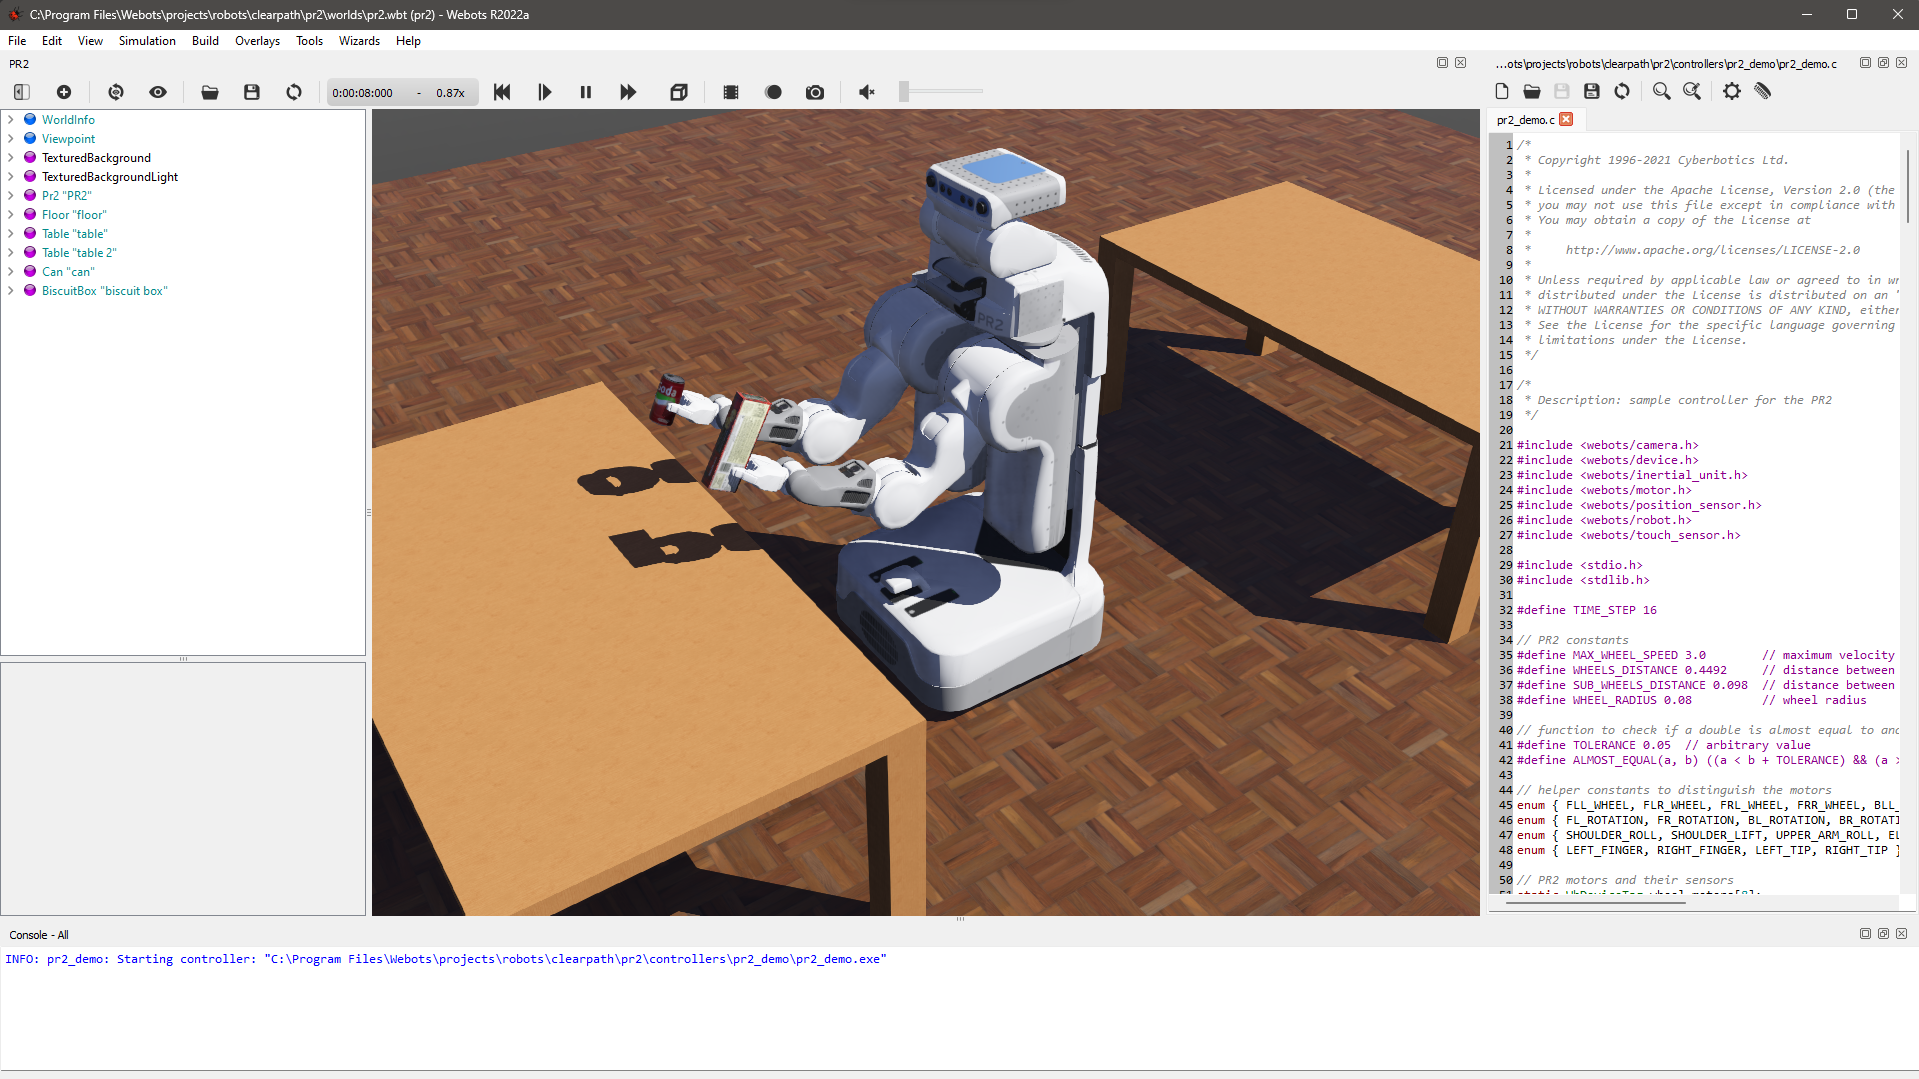 C:\Program Files\Webots\projects\robots\clearpath\pr2\worlds\pr2.wbt (pr2) - Webots R2022a
File Edit View Simulation Build Overlays Tools Wizards Help
PR2
0:00:08:000 - 0.87x
WorldInfo
Viewpoint
TexturedBackground
TexturedBackgroundLight
Pr2 "PR2"
Floor "floor"
Table "table"
Table "table 2"
Can "can"
BiscuitBox "biscuit box"
PR2
...ots\projects\robots\clearpath\pr2\controllers\pr2_demo\pr2_demo.c
pr2_demo.c
1 /*
2 * Copyright 1996-2021 Cyberbotics Ltd.
3 *
4 * Licensed under the Apache License, Version 2.0 (the
5 * you may not use this file except in compliance with
6 * You may obtain a copy of the License at
7 *
8 * http://www.apache.org/licenses/LICENSE-2.0
9 *
10 * Unless required by applicable law or agreed to in wr
11 * distributed under the License is distributed on an "
12 * WITHOUT WARRANTIES OR CONDITIONS OF ANY KIND, either
13 * See the License for the specific language governing
14 * limitations under the License.
15 */
16
17 /*
18 * Description: sample controller for the PR2
19 */
20
21 #include <webots/camera.h>
22 #include <webots/device.h>
23 #include <webots/inertial_unit.h>
24 #include <webots/motor.h>
25 #include <webots/position_sensor.h>
26 #include <webots/robot.h>
27 #include <webots/touch_sensor.h>
28
29 #include <stdio.h>
30 #include <stdlib.h>
31
32 #define TIME_STEP 16
33
34 // PR2 constants
35 #define MAX_WHEEL_SPEED 3.0 // maximum velocity
36 #define WHEELS_DISTANCE 0.4492 // distance between
37 #define SUB_WHEELS_DISTANCE 0.098 // distance between
38 #define WHEEL_RADIUS 0.08 // wheel radius
39
40 // function to check if a double is almost equal to ano
41 #define TOLERANCE 0.05 // arbitrary value
42 #define ALMOST_EQUAL(a, b) ((a < b + TOLERANCE) && (a >
43
44 // helper constants to distinguish the motors
45 enum { FLL_WHEEL, FLR_WHEEL, FRL_WHEEL, FRR_WHEEL, BLL_
46 enum { FL_ROTATION, FR_ROTATION, BL_ROTATION, BR_ROTATI
47 enum { SHOULDER_ROLL, SHOULDER_LIFT, UPPER_ARM_ROLL, EL
48 enum { LEFT_FINGER, RIGHT_FINGER, LEFT_TIP, RIGHT_TIP }
49
50 // PR2 motors and their sensors
Console - All
INFO: pr2_demo: Starting controller: "C:\Program Files\Webots\projects\robots\clearpath\pr2\controllers\pr2_demo\pr2_demo.exe"